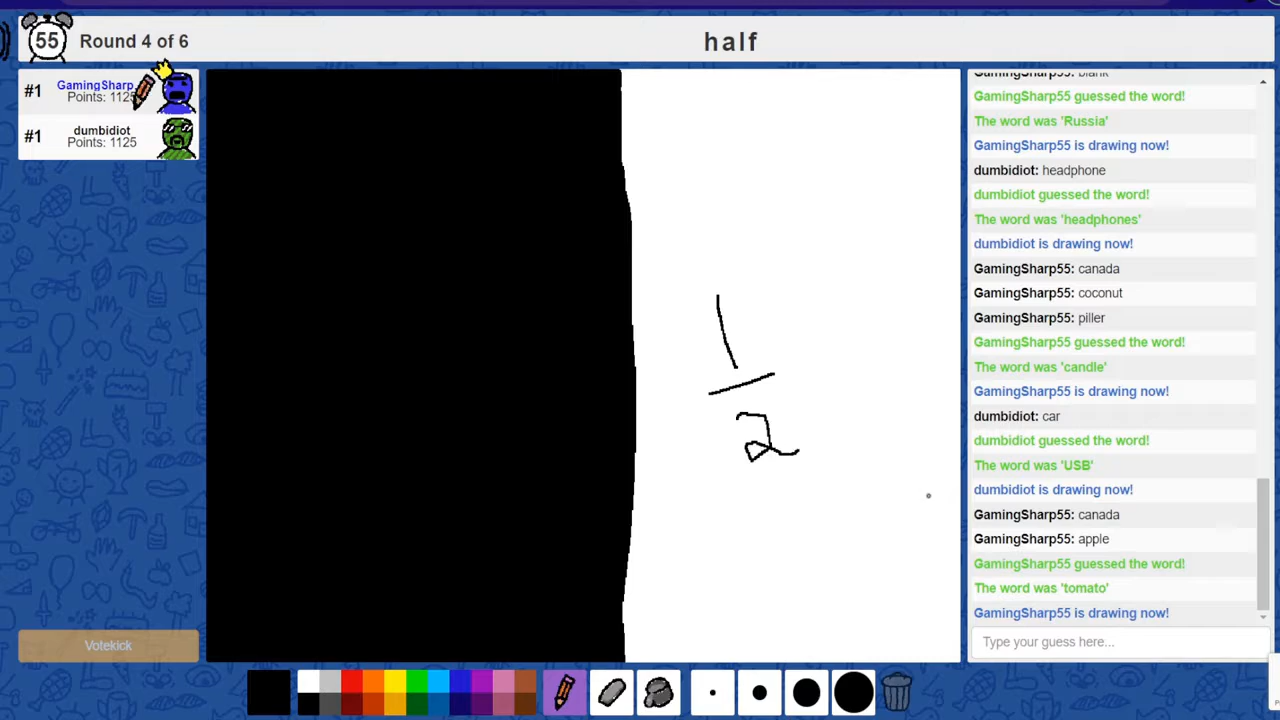 55 Round 4 of 6
half
#1 GamingSharp
Points: 1125
#1 dumbidiot
Points: 1125
Votekick
1
2
GamingSharp55: blank
GamingSharp55 guessed the word!
The word was 'Russia'
GamingSharp55 is drawing now!
dumbidiot: headphone
dumbidiot guessed the word!
The word was 'headphones'
dumbidiot is drawing now!
GamingSharp55: canada
GamingSharp55: coconut
GamingSharp55: piller
GamingSharp55 guessed the word!
The word was 'candle'
GamingSharp55 is drawing now!
dumbidiot: car
dumbidiot guessed the word!
The word was 'USB'
dumbidiot is drawing now!
GamingSharp55: canada
GamingSharp55: apple
GamingSharp55 guessed the word!
The word was 'tomato'
GamingSharp55 is drawing now!
Type your guess here...